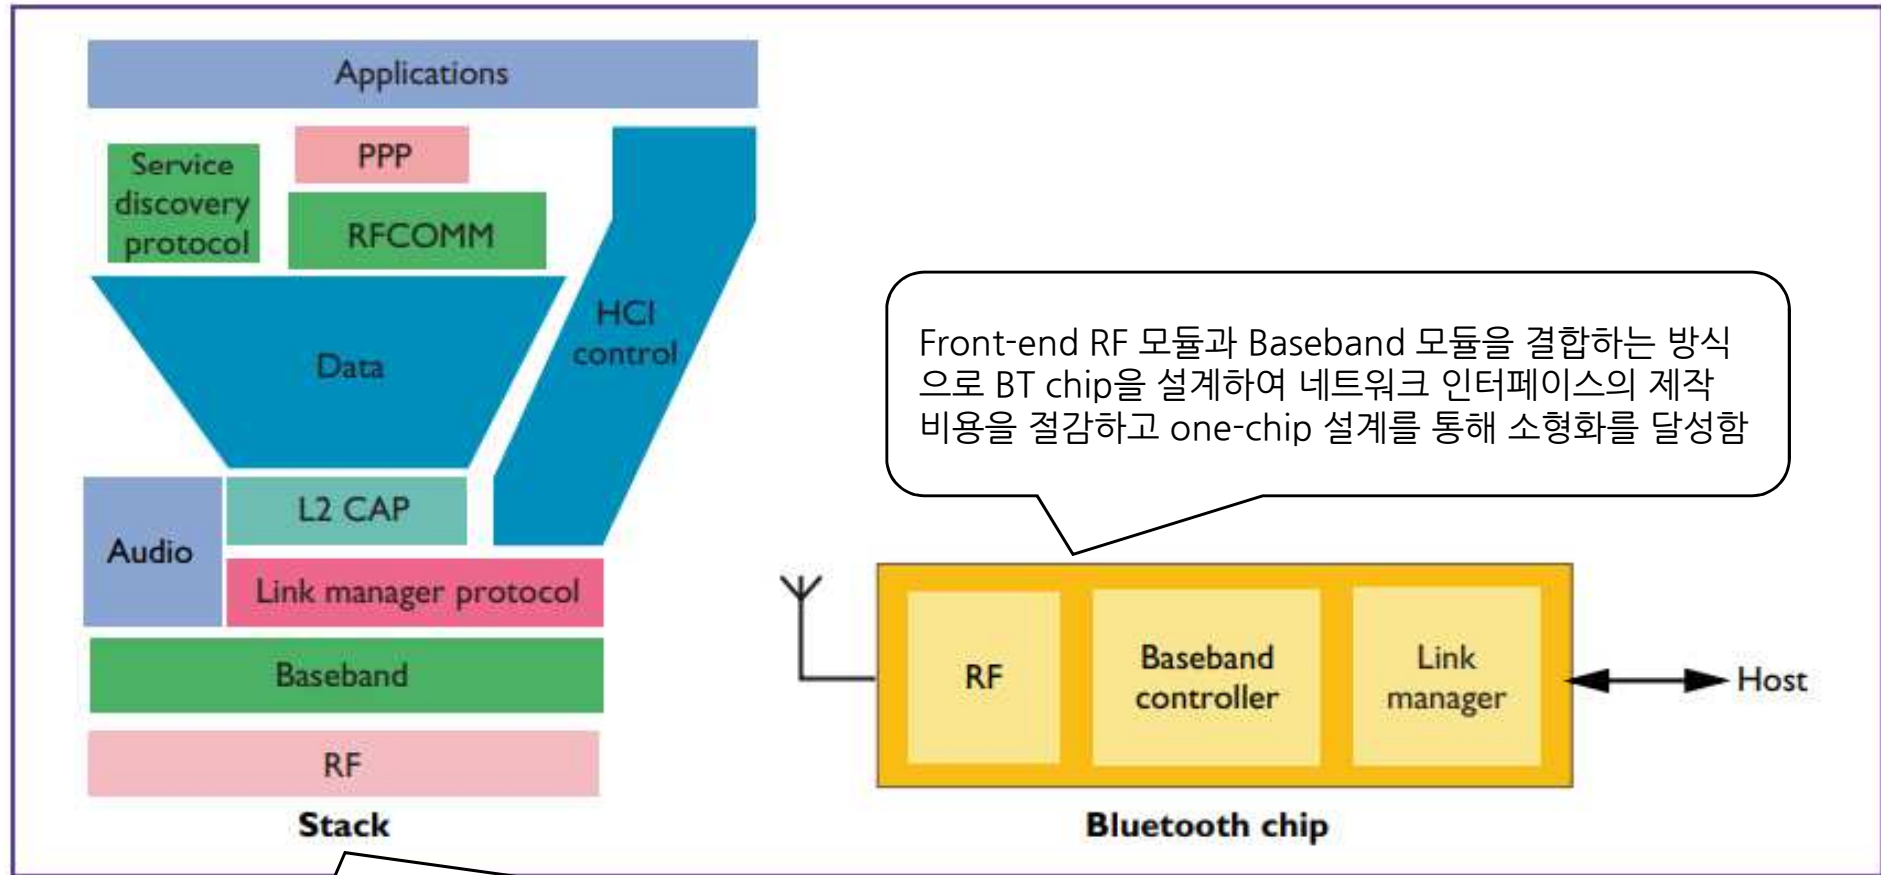 Applications
Service
discovery
protocol
PPP
RFCOMM
HCI
control
Data
L2 CAP
Audio
Link manager protocol
Baseband
RF
Stack
Front-end RF 모듈과 Baseband 모듈을 결합하는 방식
으로 BT chip을 설계하여 네트워크 인터페이스의 제작
비용을 절감하고 one-chip 설계를 통해 소형화를 달성함
RF
Baseband
controller
Link
manager
Host
Bluetooth chip